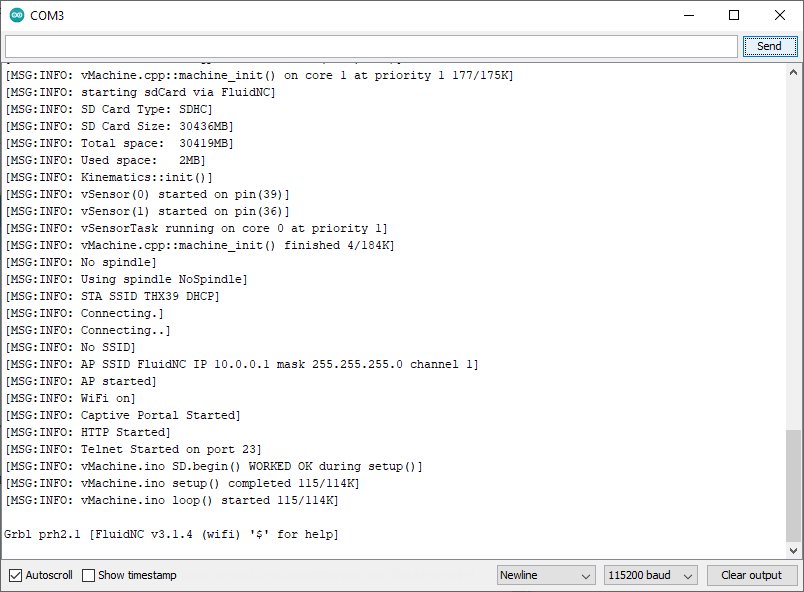 COM3
Send
[MSG:INFO: vMachine.cpp::machine_init() on core 1 at priority 1 177/175K]
[MSG:INFO: starting sdCard via FluidNC]
[MSG:INFO: SD Card Type: SDHC]
[MSG:INFO: SD Card Size: 30436MB]
[MSG:INFO: Total space:  30419MB]
[MSG:INFO: Used space:   2MB]
[MSG:INFO: Kinematics::init()]
[MSG:INFO: vSensor(0) started on pin(39)]
[MSG:INFO: vSensor(1) started on pin(36)]
[MSG:INFO: vSensorTask running on core 0 at priority 1]
[MSG:INFO: vMachine.cpp::machine_init() finished 4/184K]
[MSG:INFO: No spindle]
[MSG:INFO: Using spindle NoSpindle]
[MSG:INFO: STA SSID THX39 DHCP]
[MSG:INFO: Connecting.]
[MSG:INFO: Connecting..]
[MSG:INFO: No SSID]
[MSG:INFO: AP SSID FluidNC IP 10.0.0.1 mask 255.255.255.0 channel 1]
[MSG:INFO: AP started]
[MSG:INFO: WiFi on]
[MSG:INFO: Captive Portal Started]
[MSG:INFO: HTTP Started]
[MSG:INFO: Telnet Started on port 23]
[MSG:INFO: vMachine.ino SD.begin() WORKED OK during setup()]
[MSG:INFO: vMachine.ino setup() completed 115/114K]
[MSG:INFO: vMachine.ino loop() started 115/114K]
Grbl prh2.1 [FluidNC v3.1.4 (wifi) '$' for help]
Autoscroll Show timestamp Newline 115200 baud Clear output